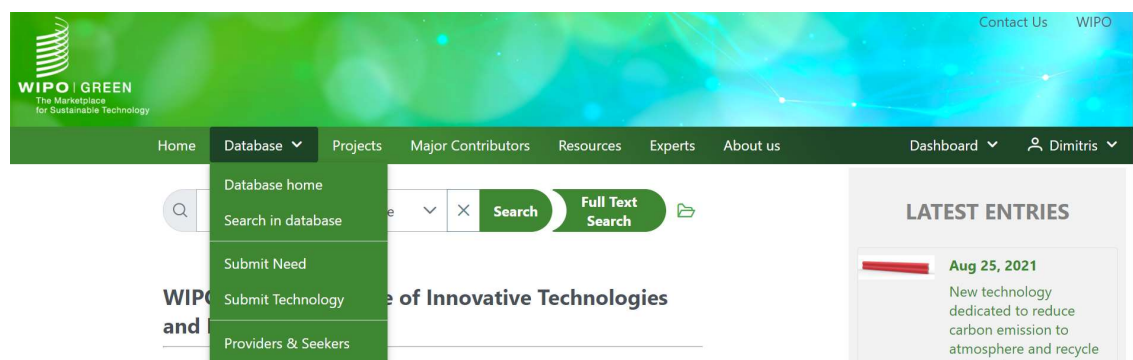 Contact Us WIPO
WIPO | GREEN
The Marketplace
for Sustainable Technology
Home Database Projects Major Contributors Resources Experts About us Dashboard Dimitris
Database home
Search in database
Submit Need
Submit Technology
Providers & Seekers
e Search Full Text
Search
WIPO e of Innovative Technologies
and
LATEST ENTRIES
Aug 25, 2021
New technology
dedicated to reduce
carbon emission to
atmosphere and recycle